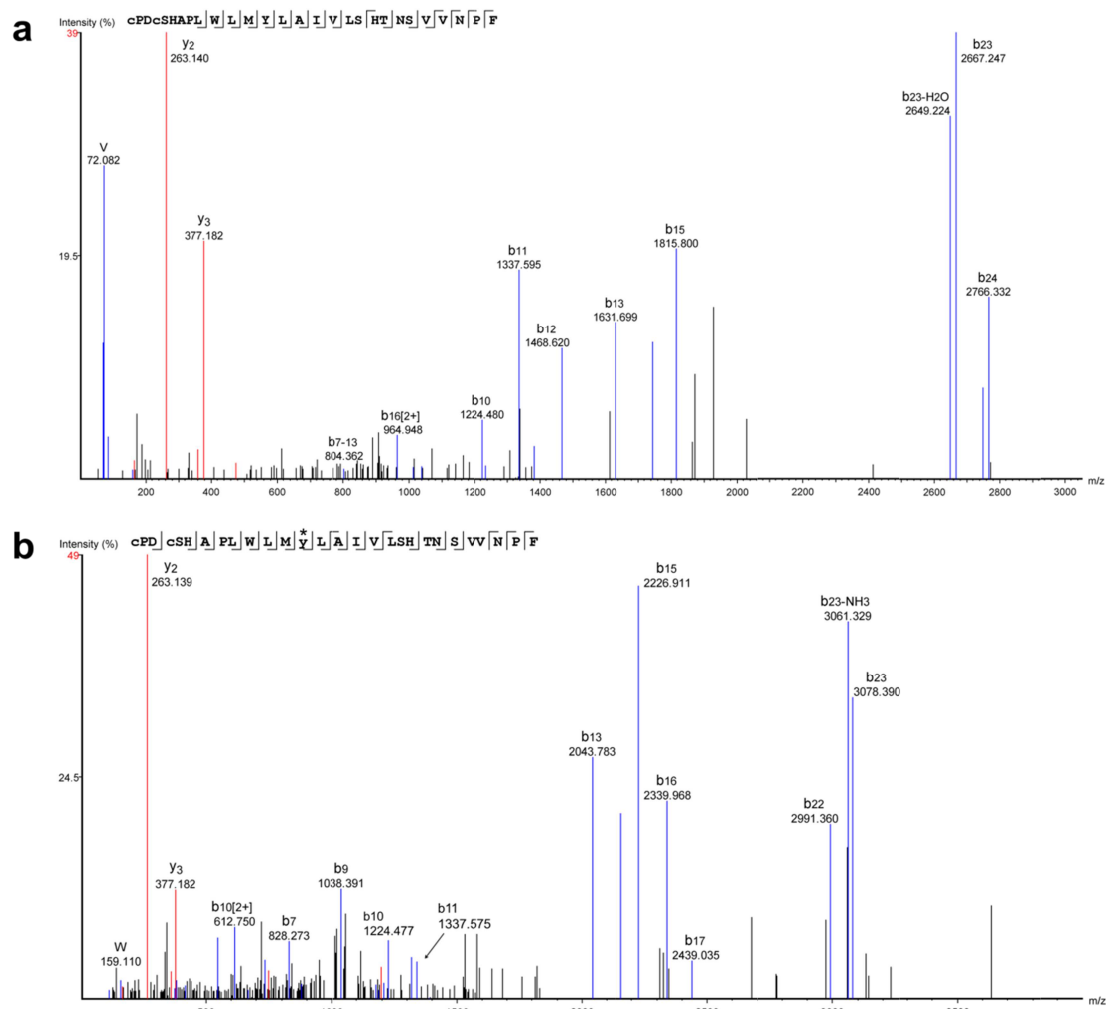 a
Intensity (%)
cPDcSHAPLWLMYLAIVLSHTNSVVNPF
39
19.5
V
72.082
y2
263.140
y3
377.182
b7-13
804.362
b16[2+]
964.948
b10
1224.480
b11
1337.595
b12
1468.620
b13
1631.699
b15
1815.800
b23-H2O
2649.224
b23
2667.247
b24
2766.332
200 400 600 800 1000 1200 1400 1600 1800 2000 2200 2400 2600 2800 3000
m/z
b
Intensity (%)
*
cPDcSHAPLWLMYLAIVLSHTNSVVNPF
49
24.5
y2
263.139
W
159.110
y3
377.182
b10[2+]
612.750
b7
828.273
b9
1038.391
b10
1224.477
b11
1337.575
b13
2043.783
b15
2226.911
b16
2339.968
b17
2439.035
b22
2991.360
b23-NH3
3061.329
b23
3078.390
m/z